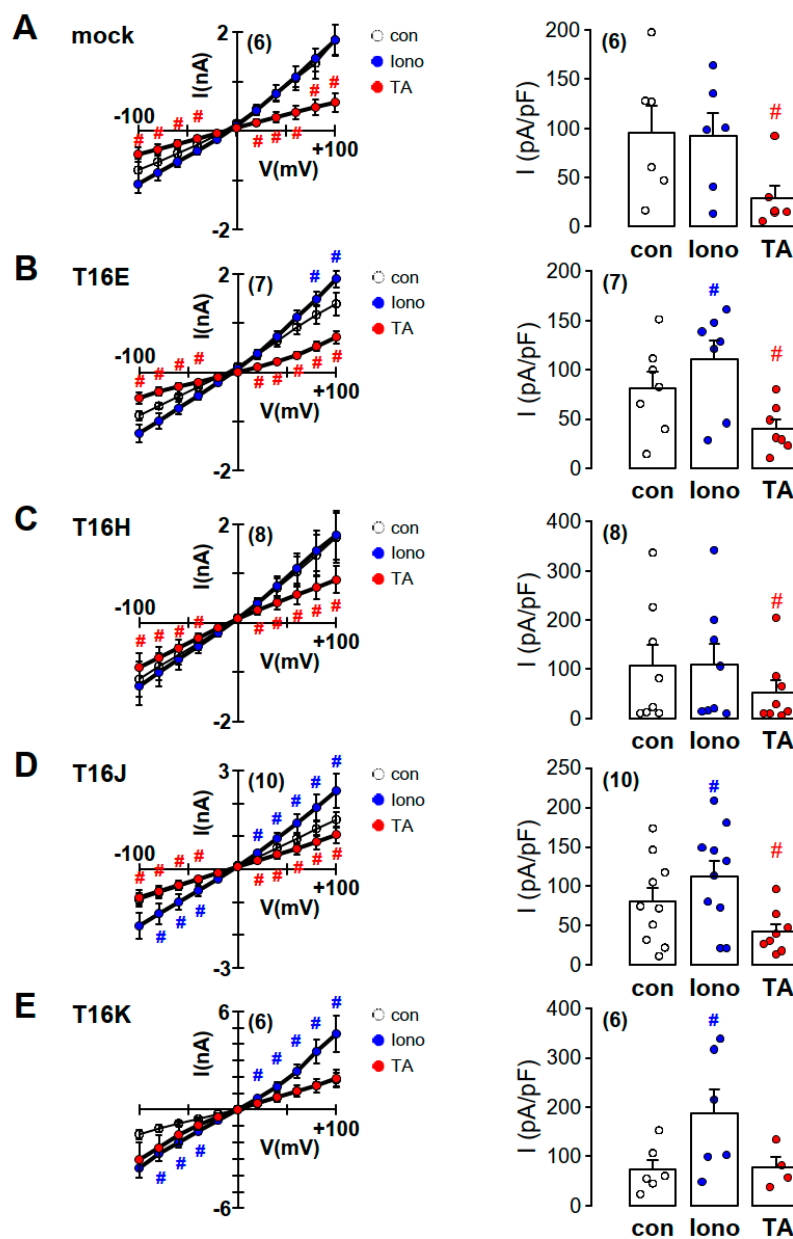 A mock
2 (6)
I(nA)
con
Iono
TA
# #
-100
# # # #
# # #
V(mV)
+100
-2
200 (6)
150
100
50
0
I (pA/pF)
#
con Iono TA
B T16E
2 (7)
I(nA)
con
Iono
TA
# #
-100
# # # #
# # # # #
V(mV)
+100
-2
200 (7)
150
100
50
0
I (pA/pF)
# #
con Iono TA
C T16H
2 (8)
I(nA)
con
Iono
TA
-100
# # # #
# # # # #
V(mV)
+100
-2
400 (8)
300
200
100
0
I (pA/pF)
#
con Iono TA
D T16J
3 (10)
I(nA)
con
Iono
TA
# # # # #
-100
# # # #
# # # # #
# # #
V(mV)
+100
-3
250 (10)
200
150
100
50
0
I (pA/pF)
# #
con Iono TA
E T16K
6 (6)
I(nA)
con
Iono
TA
# # # # #
# # #
V(mV)
+100
-6
400 (6)
300
200
100
0
I (pA/pF)
#
con Iono TA